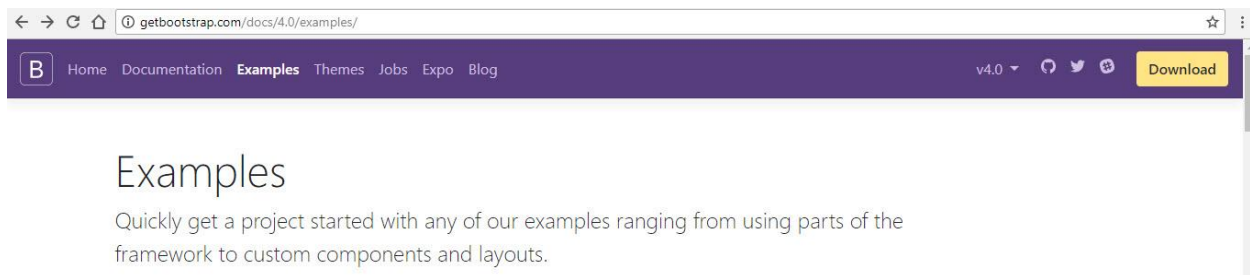 getbootstrap.com/docs/4.0/examples/
B Home Documentation Examples Themes Jobs Expo Blog v4.0 Download
Examples
Quickly get a project started with any of our examples ranging from using parts of the
framework to custom components and layouts.